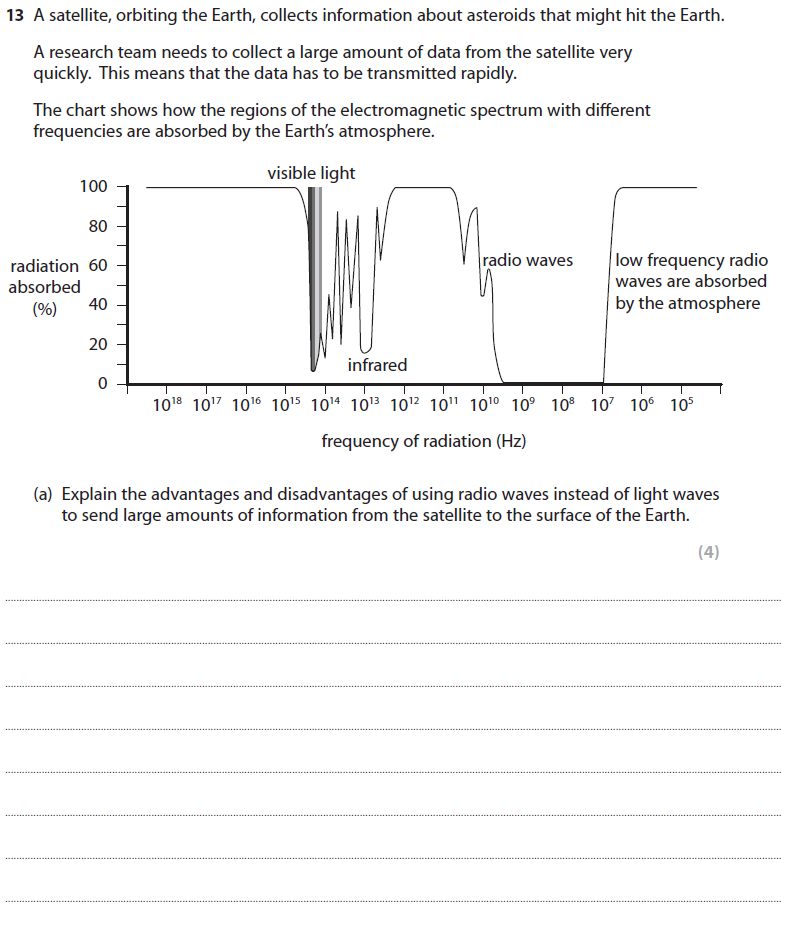 13 A satellite, orbiting the Earth, collects information about asteroids that might hit the Earth.
A research team needs to collect a large amount of data from the satellite very
quickly. This means that the data has to be transmitted rapidly.
The chart shows how the regions of the electromagnetic spectrum with different
frequencies are absorbed by the Earth's atmosphere.
visible light
100
80
radiation 60
absorbed
(%) 40
20
0
radio waves
low frequency radio
waves are absorbed
by the atmosphere
infrared
10¹⁸ 10¹⁷ 10¹⁶ 10¹⁵ 10¹⁴ 10¹³ 10¹² 10¹¹ 10¹⁰ 10⁹ 10⁸ 10⁷ 10⁶ 10⁵
frequency of radiation (Hz)
(a) Explain the advantages and disadvantages of using radio waves instead of light waves
to send large amounts of information from the satellite to the surface of the Earth.
(4)